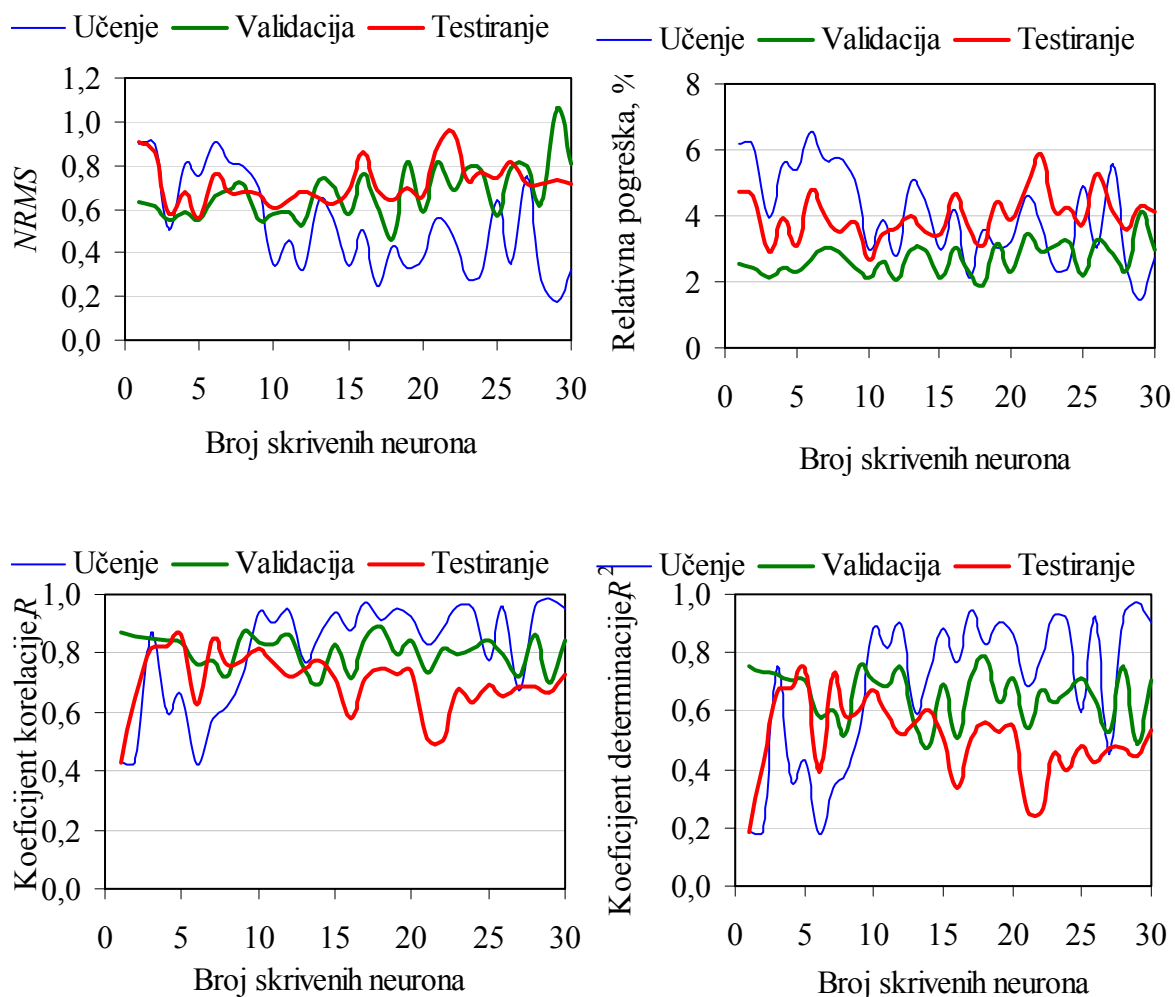 Učenje Validacija Testiranje
NRMS
1,2
1,0
0,8
0,6
0,4
0,2
0,0
0 5 10 15 20 25 30
Broj skrivenih neurona
Učenje Validacija Testiranje
Relativna pogreška, %
8
6
4
2
0
0 5 10 15 20 25 30
Broj skrivenih neurona
Učenje Validacija Testiranje
Koeficijent korelacije, R
1,0
0,8
0,6
0,4
0,2
0,0
0 5 10 15 20 25 30
Broj skrivenih neurona
Učenje Validacija Testiranje
Koeficijent determinacije, R²
1,0
0,8
0,6
0,4
0,2
0,0
0 5 10 15 20 25 30
Broj skrivenih neurona